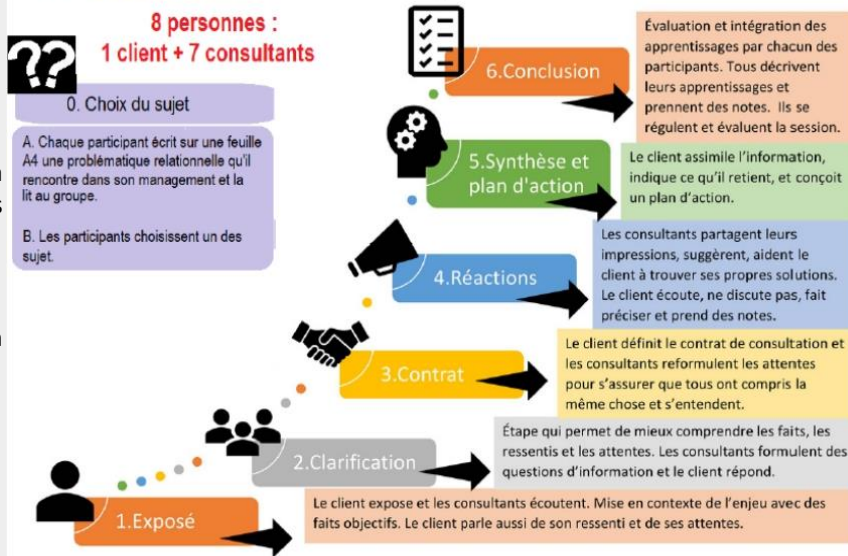 8 personnes :
1 client + 7 consultants
??
0. Choix du sujet
A. Chaque participant écrit sur une feuille
A4 une problématique relationnelle qu'il
rencontre dans son management et la
lit au groupe.
B. Les participants choisissent un des
sujet.
6.Conclusion
Évaluation et intégration des
apprentissages par chacun des
participants. Tous décrivent
leurs apprentissages et
prennent des notes. Ils se
régulent et évaluent la session.
5.Synthèse et
plan d'action
Le client assimile l'information,
indique ce qu'il retient, et conçoit
un plan d'action.
4.Réactions
Les consultants partagent leurs
impressions, suggèrent, aident le
client à trouver ses propres solutions.
Le client écoute, ne discute pas, fait
préciser et prend des notes.
3.Contrat
Le client définit le contrat de consultation et
les consultants reformulent les attentes
pour s'assurer que tous ont compris la
même chose et s'entendent.
2.Clarification
Étape qui permet de mieux comprendre les faits, les
ressentis et les attentes. Les consultants formulent des
questions d'information et le client répond.
1.Exposé
Le client expose et les consultants écoutent. Mise en contexte de l'enjeu avec des
faits objectifs. Le client parle aussi de son ressenti et de ses attentes.